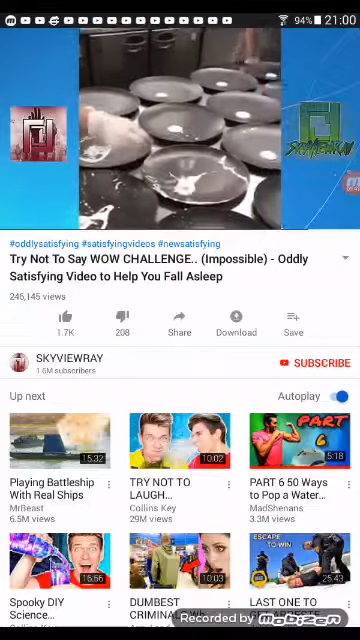 94% 21:00
#oddlysatisfying #satisfyingvideos #newsatisfying
Try Not To Say WOW CHALLENGE.. (Impossible) - Oddly
Satisfying Video to Help You Fall Asleep
246,145 views
1.7K 208 Share Download Save
SKYVIEWRAY
1.6M subscribers
SUBSCRIBE
Up next
Autoplay
15:32
Playing Battleship
With Real Ships
MrBeast
6.5M views
10:02
TRY NOT TO
LAUGH...
Collins Key
29M views
PART
6
5:18
PART 6 50 Ways
to Pop a Water...
MadShenans
3.3M views
16:56
Spooky DIY
Science...
10:03
DUMBEST
ESCAPE
TO WIN
25:43
LAST ONE TO
Recorded by
mobizen